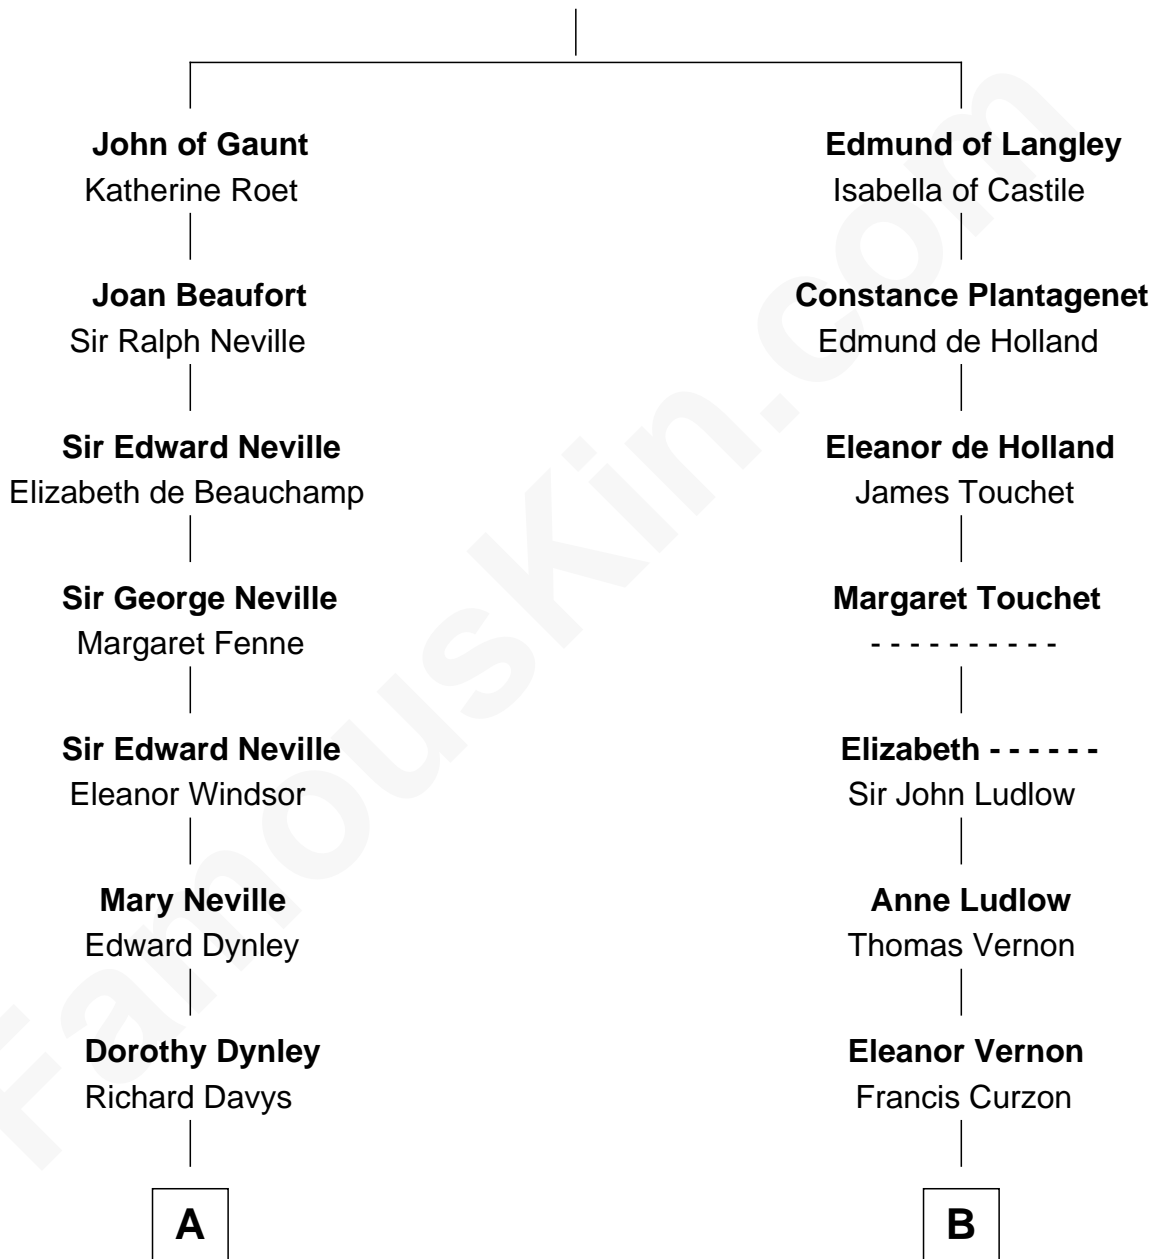 John of Gaunt
Katherine Roet
Joan Beaufort
Sir Ralph Neville
Sir Edward Neville
Elizabeth de Beauchamp
Sir George Neville
Margaret Fenne
Sir Edward Neville
Eleanor Windsor
Mary Neville
Edward Dynley
Dorothy Dynley
Richard Davys
A
Edmund of Langley
Isabella of Castile
Constance Plantagenet
Edmund de Holland
Eleanor de Holland
James Touchet
Margaret Touchet
- - - - - - - - - -
Elizabeth - - - - - -
Sir John Ludlow
Anne Ludlow
Thomas Vernon
Eleanor Vernon
Francis Curzon
B
FamousKin.com